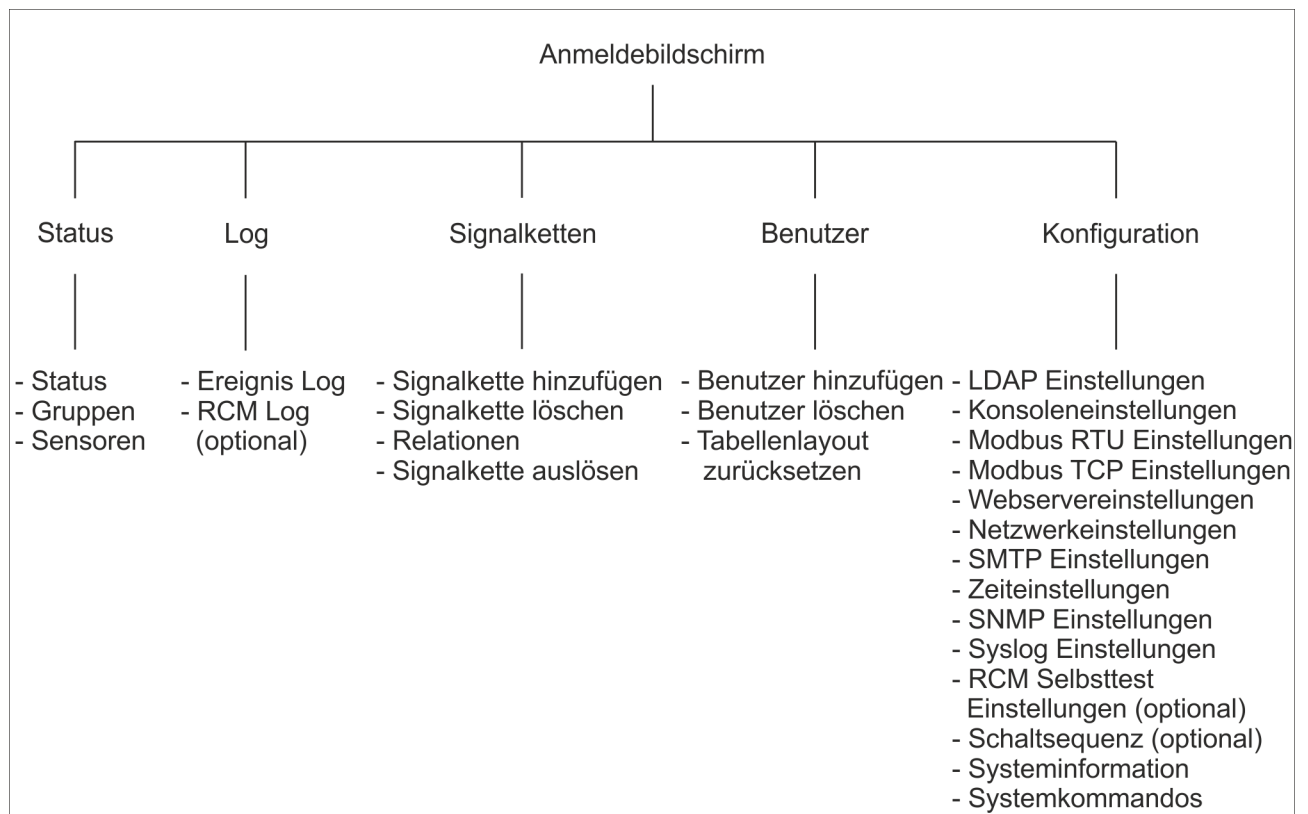 Anmeldebildschirm
Status
Log
Signalketten
Benutzer
Konfiguration
- Status
- Gruppen
- Sensoren
- Ereignis Log
- RCM Log
(optional)
- Signalkette hinzufügen
- Signalkette löschen
- Relationen
- Signalkette auslösen
- Benutzer hinzufügen
- Benutzer löschen
- Tabellenlayout
zurücksetzen
- LDAP Einstellungen
- Konsoleneinstellungen
- Modbus RTU Einstellungen
- Modbus TCP Einstellungen
- Webservereinstellungen
- Netzwerkeinstellungen
- SMTP Einstellungen
- Zeiteinstellungen
- SNMP Einstellungen
- Syslog Einstellungen
- RCM Selbsttest
Einstellungen (optional)
- Schaltsequenz (optional)
- Systeminformation
- Systemkommandos